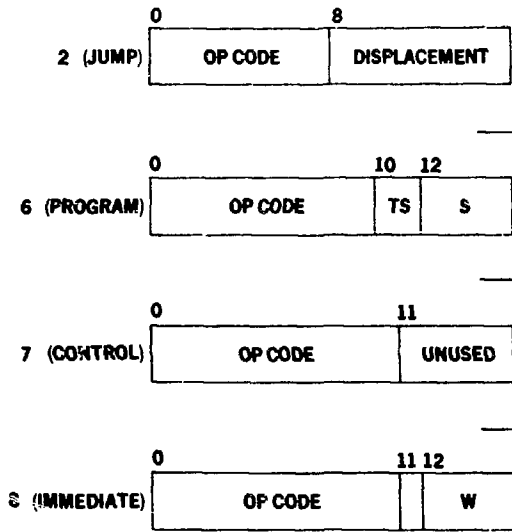 0 8
2 (JUMP) OP CODE DISPLACEMENT
0 10 12
6 (PROGRAM) OP CODE TS S
0 11
7 (CONTROL) OP CODE UNUSED
0 11 12
8 (IMMEDIATE) OP CODE W